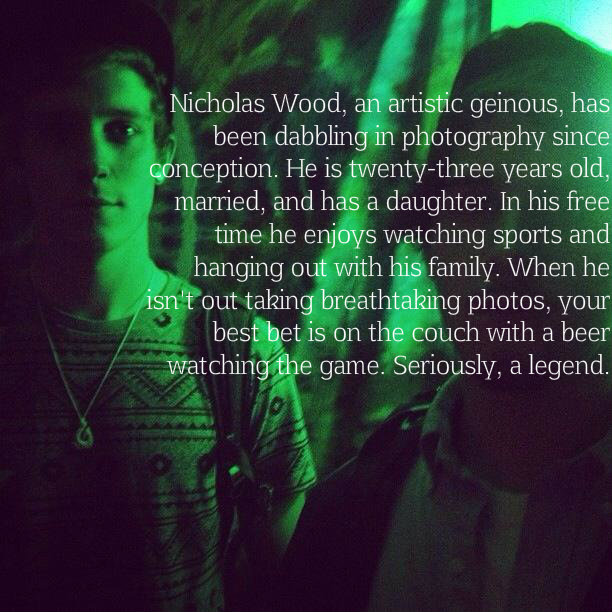 Nicholas Wood, an artistic geinous, has
been dabbling in photography since
conception. He is twenty-three years old,
married, and has a daughter. In his free
time he enjoys watching sports and
hanging out with his family. When he
isn't out taking breathtaking photos, your
best bet is on the couch with a beer
watching the game. Seriously, a legend.